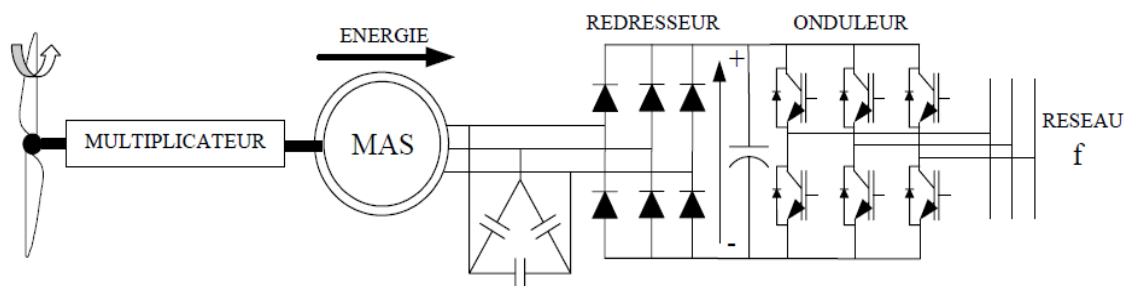 REDRESSEUR
ONDULEUR
ENERGIE
+
MULTIPLICATEUR
MAS
RESEAU
f
-